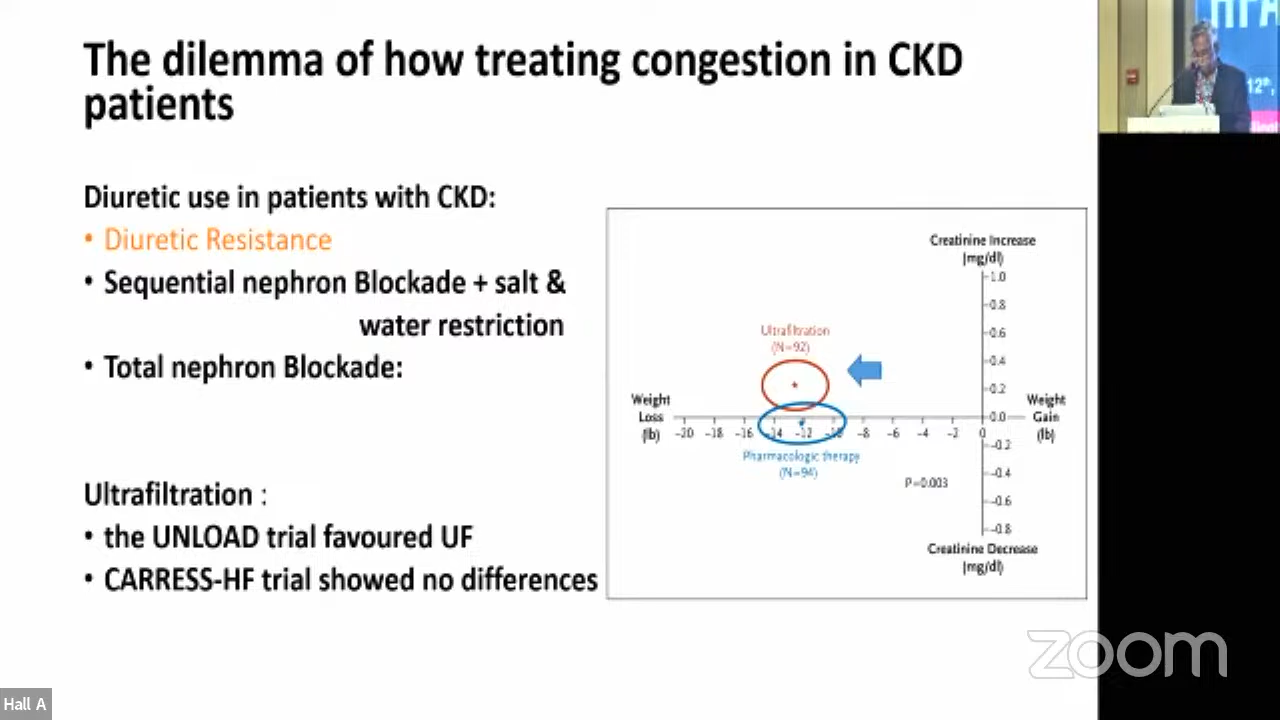 The dilemma of how treating congestion in CKD
patients
Diuretic use in patients with CKD:
• Diuretic Resistance
• Sequential nephron Blockade + salt &
water restriction
• Total nephron Blockade:
Ultrafiltration :
• the UNLOAD trial favoured UF
• CARRESS-HF trial showed no differences
Creatinine Increase
(mg/dl)
1.0
0.8
0.6
0.4
0.2
0.0
-0.2
-0.4
-0.6
-0.8
Creatinine Decrease
(mg/dl)
Ultrafiltration
(N=92)
Weight
Loss
(lb)
-20 -18 -16 -14 -12 -10 -8 -6 -4 -2 0
Weight
Gain
(lb)
Pharmacologic therapy
(N=94)
P=0.003
12th,
zoom
Hall A